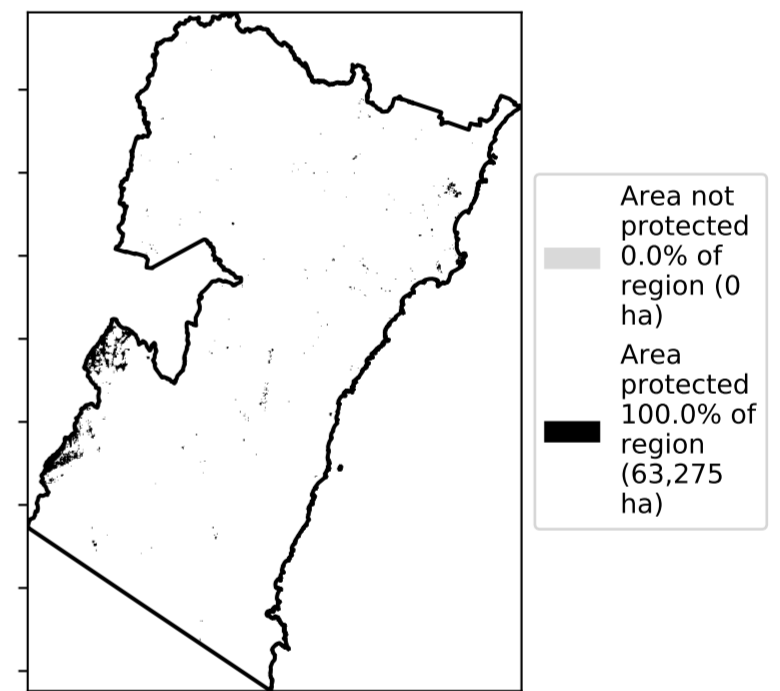 Area not
protected
0.0% of
region (0
ha)
Area
protected
100.0% of
region
(63,275
ha)